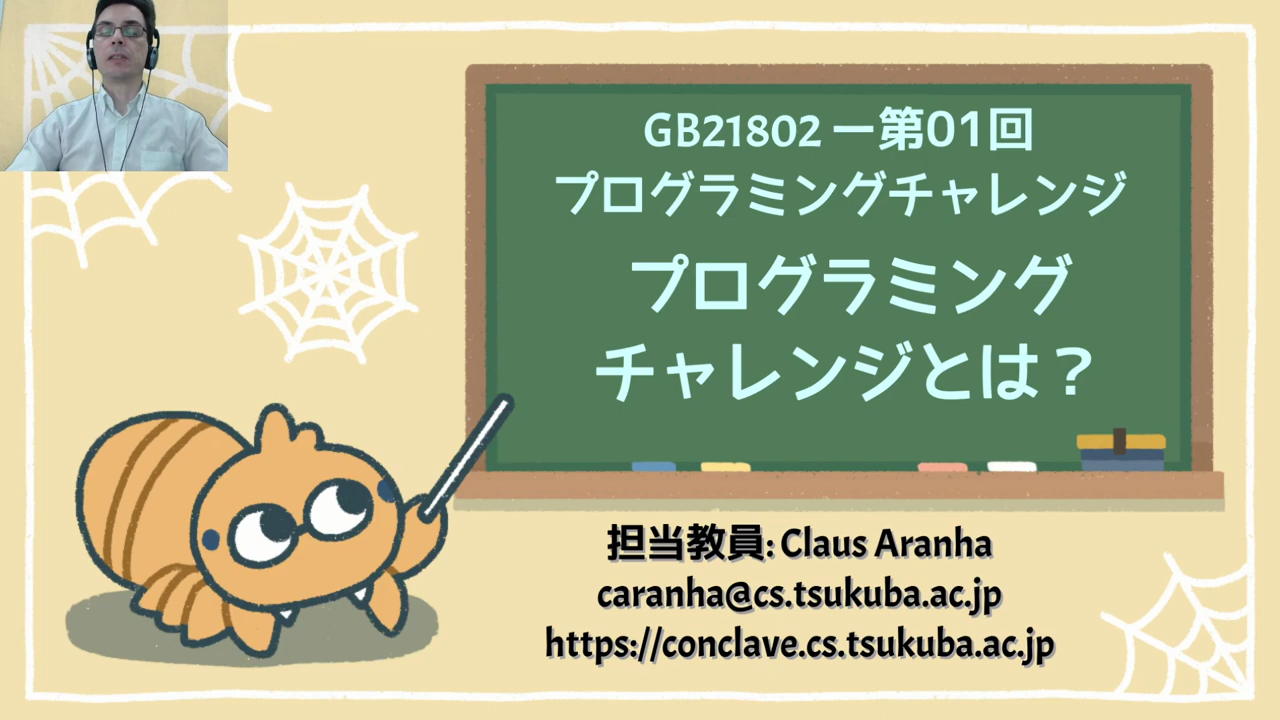 GB21802 ー第01回
プログラミングチャレンジ
プログラミング
チャレンジとは？
担当教員: Claus Aranha
caranha@cs.tsukuba.ac.jp
https://conclave.cs.tsukuba.ac.jp